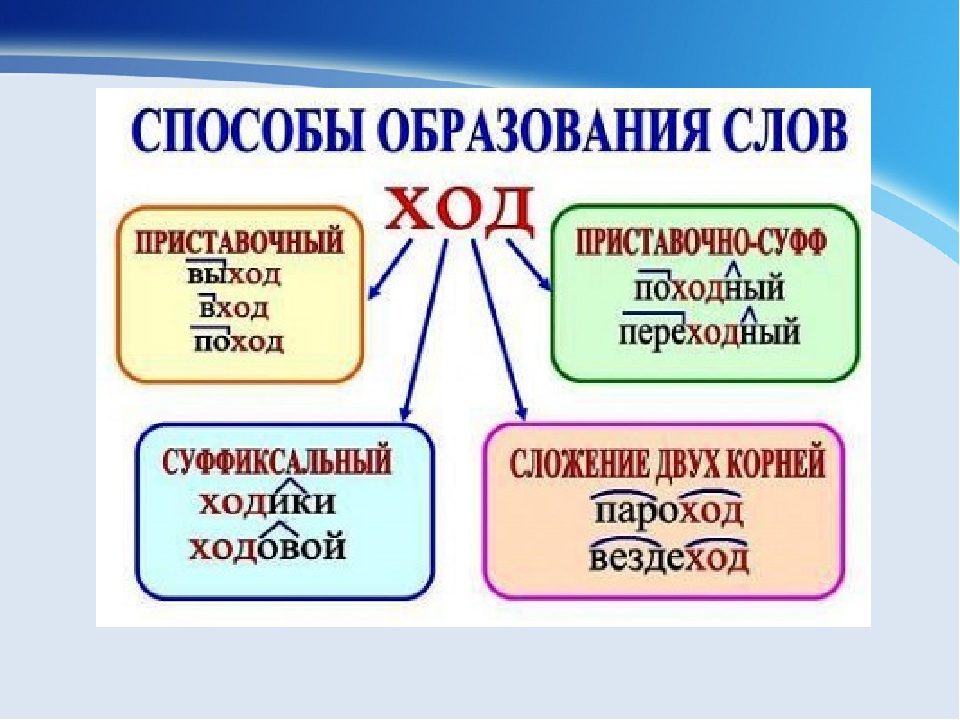 СПОСОБЫ ОБРАЗОВАНИЯ СЛОВ
ход
ПРИСТАВОЧНЫЙ
выход
вход
поход
ПРИСТАВОЧНО-СУФФ
походный
переходный
СУФФИКСАЛЬНЫЙ
ходики
ходовой
СЛОЖЕНИЕ ДВУХ КОРНЕЙ
пароход
вездеход